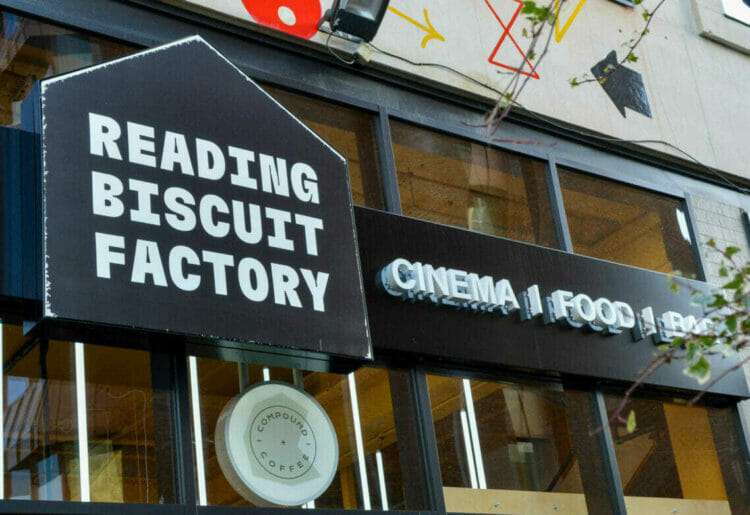 READING
BISCUIT
FACTORY
CINEMA | FOOD |
COMPOUND
+
COFFEE